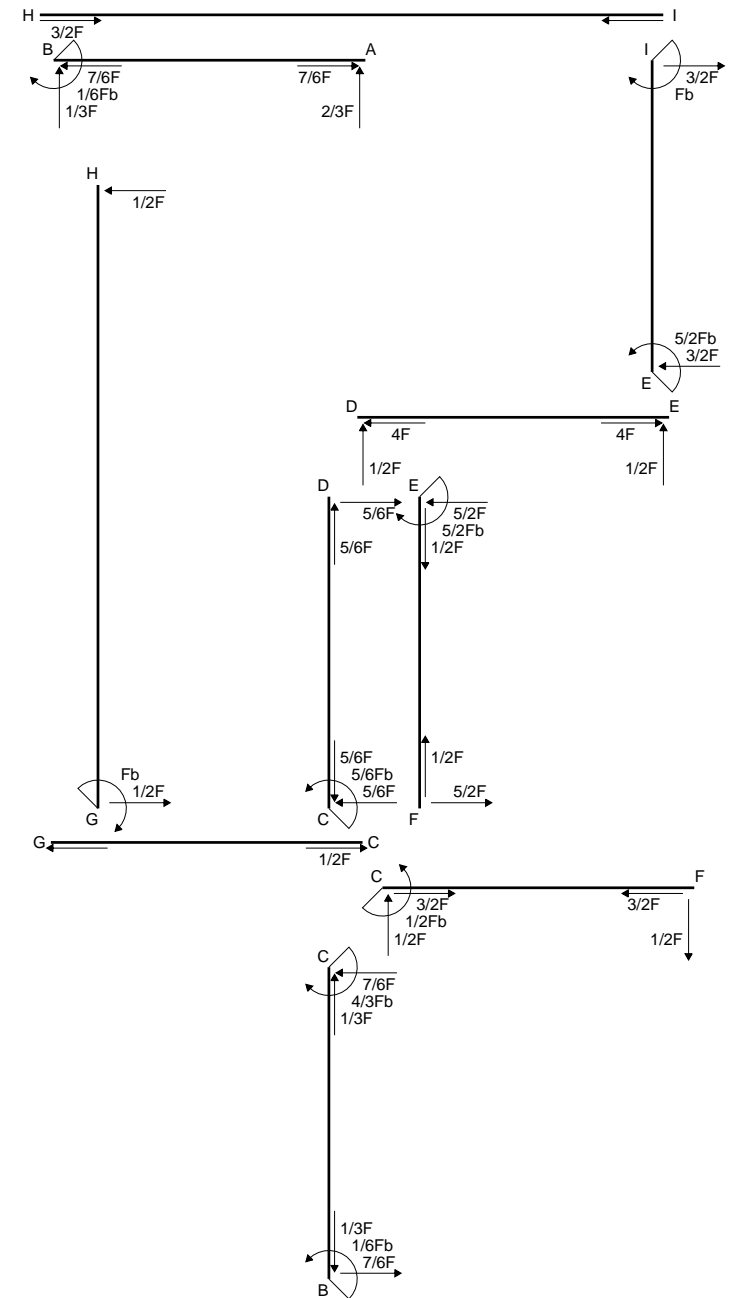 H I
3/2F
B A
7/6F 7/6F
1/6Fb
1/3F 2/3F
I
3/2F
Fb
H
1/2F
5/2Fb
3/2F
E
D E
4F 4F
1/2F 1/2F
D E
5/6F 5/2F
5/2Fb
5/6F 1/2F
5/6F 1/2F
5/6Fb
5/6F 5/2F
C F
Fb
1/2F
G
G C
1/2F
C F
3/2F 3/2F
1/2Fb
1/2F 1/2F
C
7/6F
4/3Fb
1/3F
1/3F
1/6Fb
7/6F
B